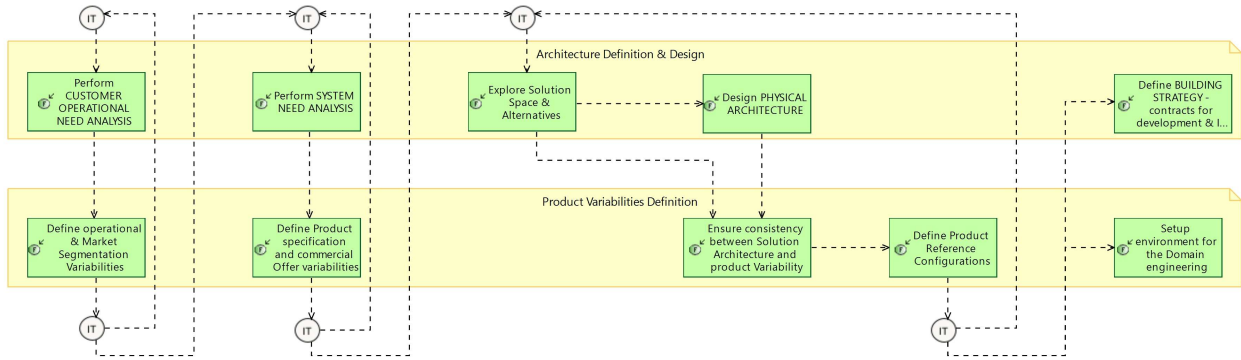 IT
IT
IT
Architecture Definition & Design
Perform
CUSTOMER
OPERATIONAL
NEED ANALYSIS
Perform SYSTEM
NEED ANALYSIS
Explore Solution
Space &
Alternatives
Design PHYSICAL
ARCHITECTURE
Define BUILDING
STRATEGY -
contracts for
development & I...
Product Variabilities Definition
Define operational
& Market
Segmentation
Variabilities
Define Product
specification
and commercial
Offer variabilities
Ensure consistency
between Solution
Architecture and
product Variability
Define Product
Reference
Configurations
Setup
environment for
the Domain
engineering
IT
IT
IT